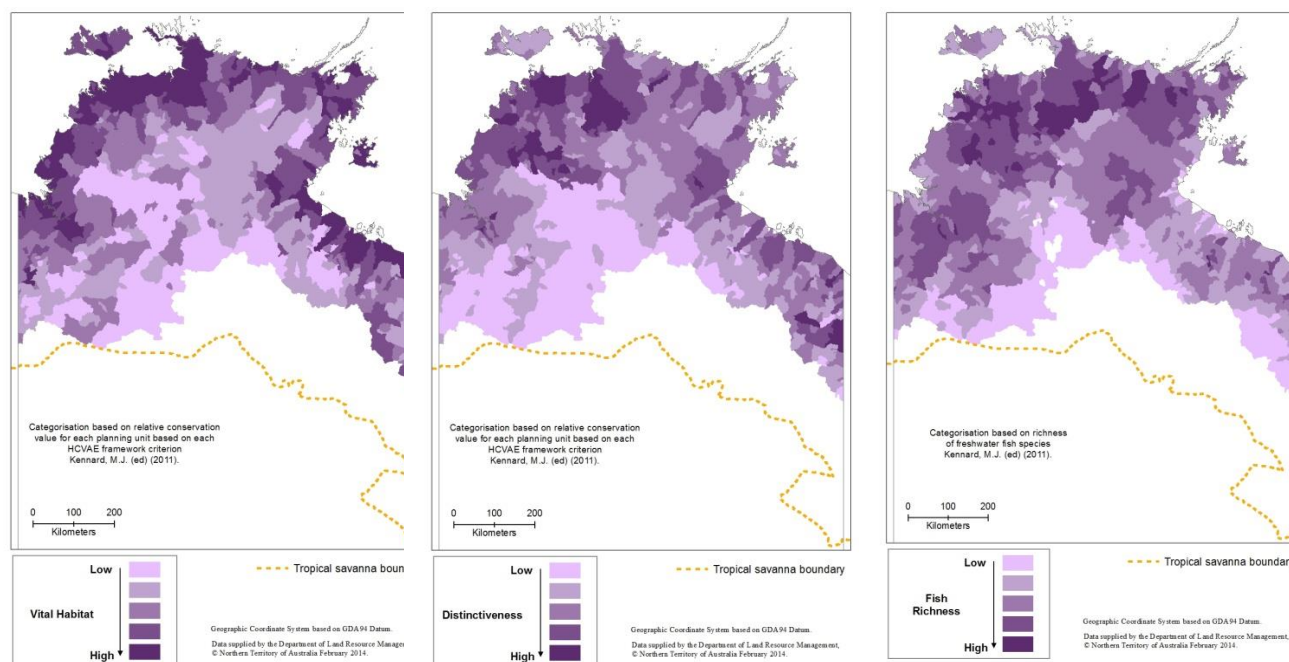 Categorisation based on relative conservation
value for each planning unit based on each
HCVAE framework criterion
Kennard, M.J. (ed) (2011).
0 100 200
Kilometers
Low
Vital Habitat
High
Tropical savanna boun
Geographic Coordinate System based on GDA94 Datum.
Data supplied by the Department of Land Resource Manageme
© Northern Territory of Australia February 2014.
Categorisation based on relative conservation
value for each planning unit based on each
HCVAE framework criterion
Kennard, M.J. (ed) (2011).
0 100 200
Kilometers
Low
Distinctiveness
High
Tropical savanna boundary
Geographic Coordinate System based on GDA94 Datum.
Data supplied by the Department of Land Resource Management,
© Northern Territory of Australia February 2014.
Categorisation based on richness
of freshwater fish species
Kennard, M.J. (ed) (2011).
0 100 200
Kilometers
Low
Fish
Richness
High
Tropical savanna boundar
Geographic Coordinate System based on GDA94 Datum.
Data supplied by the Department of Land Resource Management,
© Northern Territory of Australia February 2014.